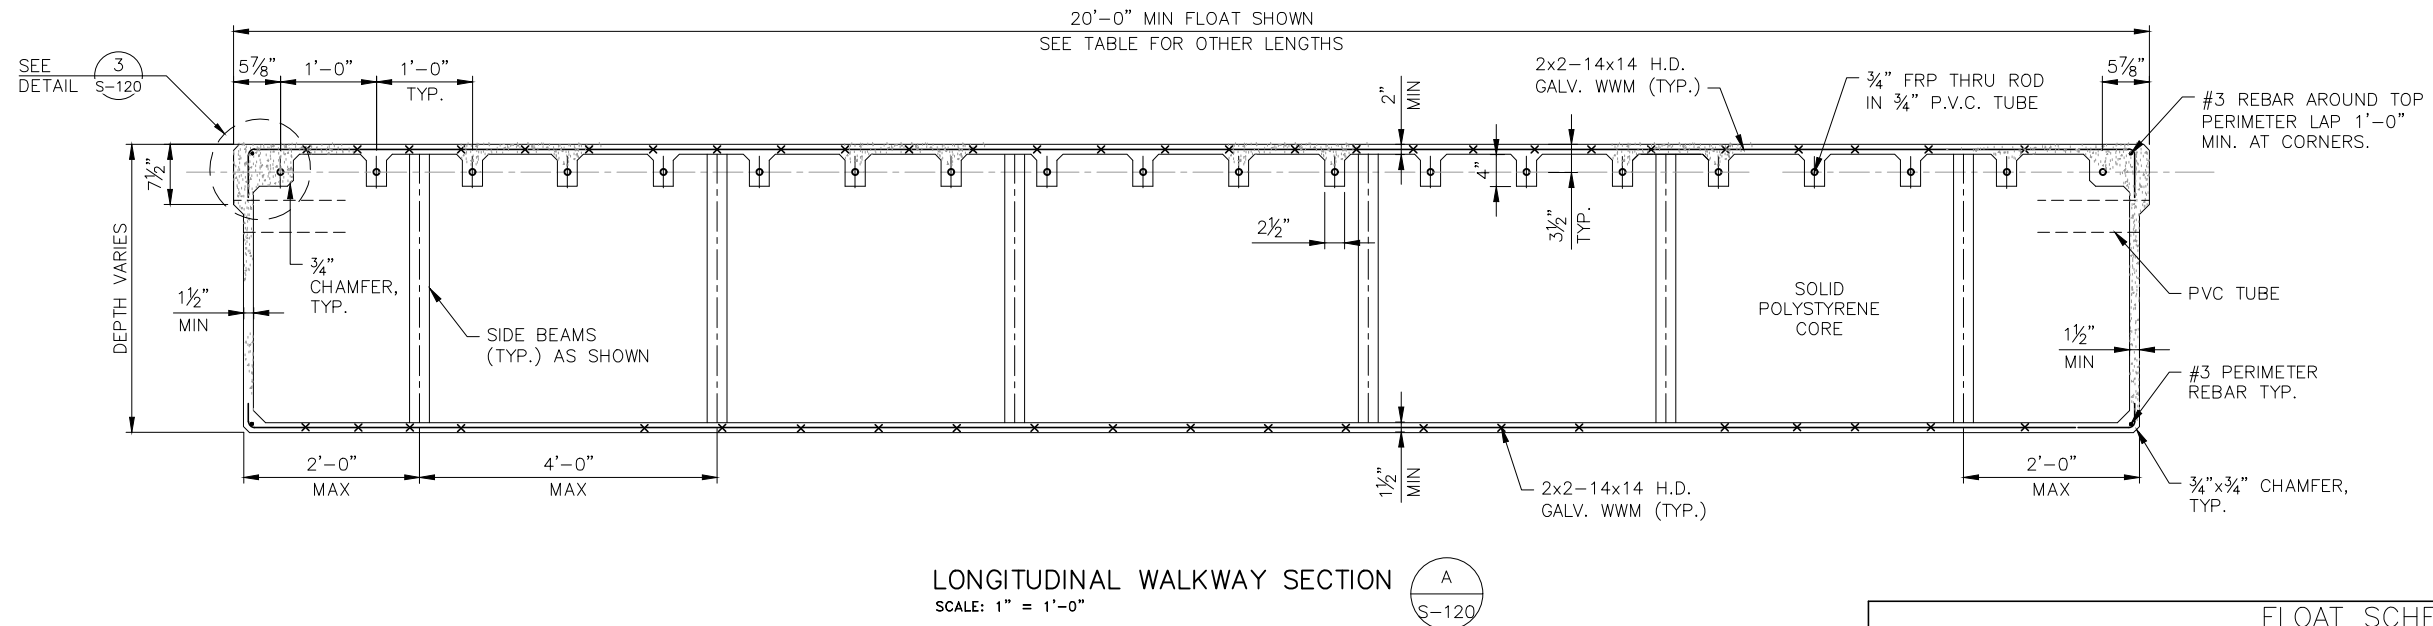 20'-0" MIN FLOAT SHOWN
SEE TABLE FOR OTHER LENGTHS
SEE
DETAIL
3
S-120
5⅞"
1'-0"
1'-0"
TYP.
2"
MIN
2x2-14x14 H.D.
GALV. WWM (TYP.)
¾" FRP THRU ROD
IN ¾" P.V.C. TUBE
5⅞"
#3 REBAR AROUND TOP
PERIMETER LAP 1'-0"
MIN. AT CORNERS.
7½"
4"
3½"
TYP.
2½"
DEPTH VARIES
¾"
CHAMFER,
TYP.
1½"
MIN
SIDE BEAMS
(TYP.) AS SHOWN
SOLID
POLYSTYRENE
CORE
PVC TUBE
1½"
MIN
#3 PERIMETER
REBAR TYP.
2'-0"
MAX
4'-0"
MAX
1½"
MIN
2x2-14x14 H.D.
GALV. WWM (TYP.)
2'-0"
MAX
¾"x¾" CHAMFER,
TYP.
LONGITUDINAL WALKWAY SECTION
SCALE: 1" = 1'-0"
A
S-120
FLOAT SCHE